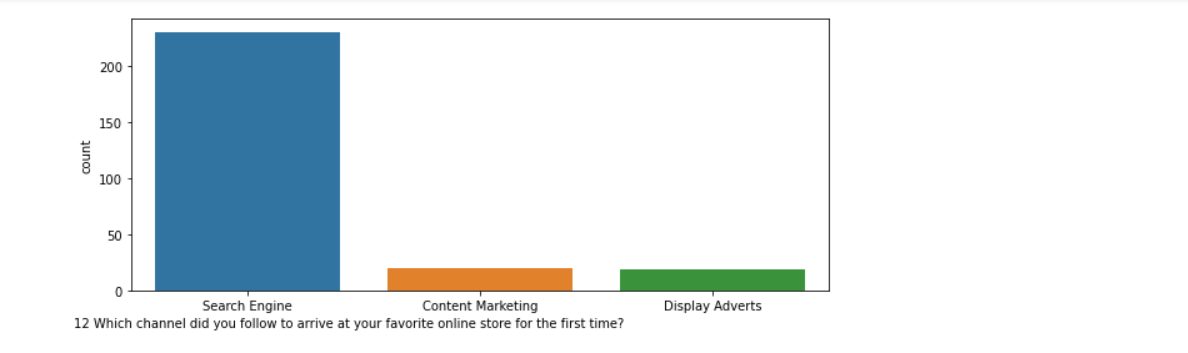 200
150
100
50
0
count
Search Engine Content Marketing Display Adverts
12 Which channel did you follow to arrive at your favorite online store for the first time?